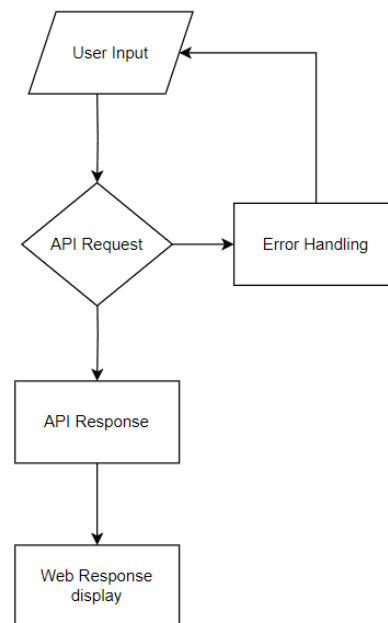 User Input
API Request
Error Handling
API Response
Web Response
display